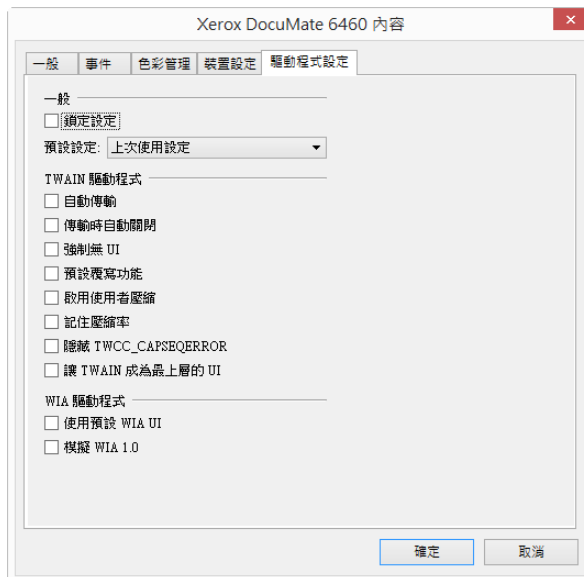 Xerox DocuMate 6460 內容
一般 事件 色彩管理 裝置設定 驅動程式設定
一般
鎖定設定
預設設定: 上次使用設定
TWAIN 驅動程式
自動傳輸
傳輸時自動關閉
強制無 UI
預設覆寫功能
啟用使用者壓縮
記住壓縮率
隱藏 TWCC_CAPSEQERROR
讓 TWAIN 成為最上層的 UI
WIA 驅動程式
使用預設 WIA UI
模擬 WIA 1.0
確定 取消